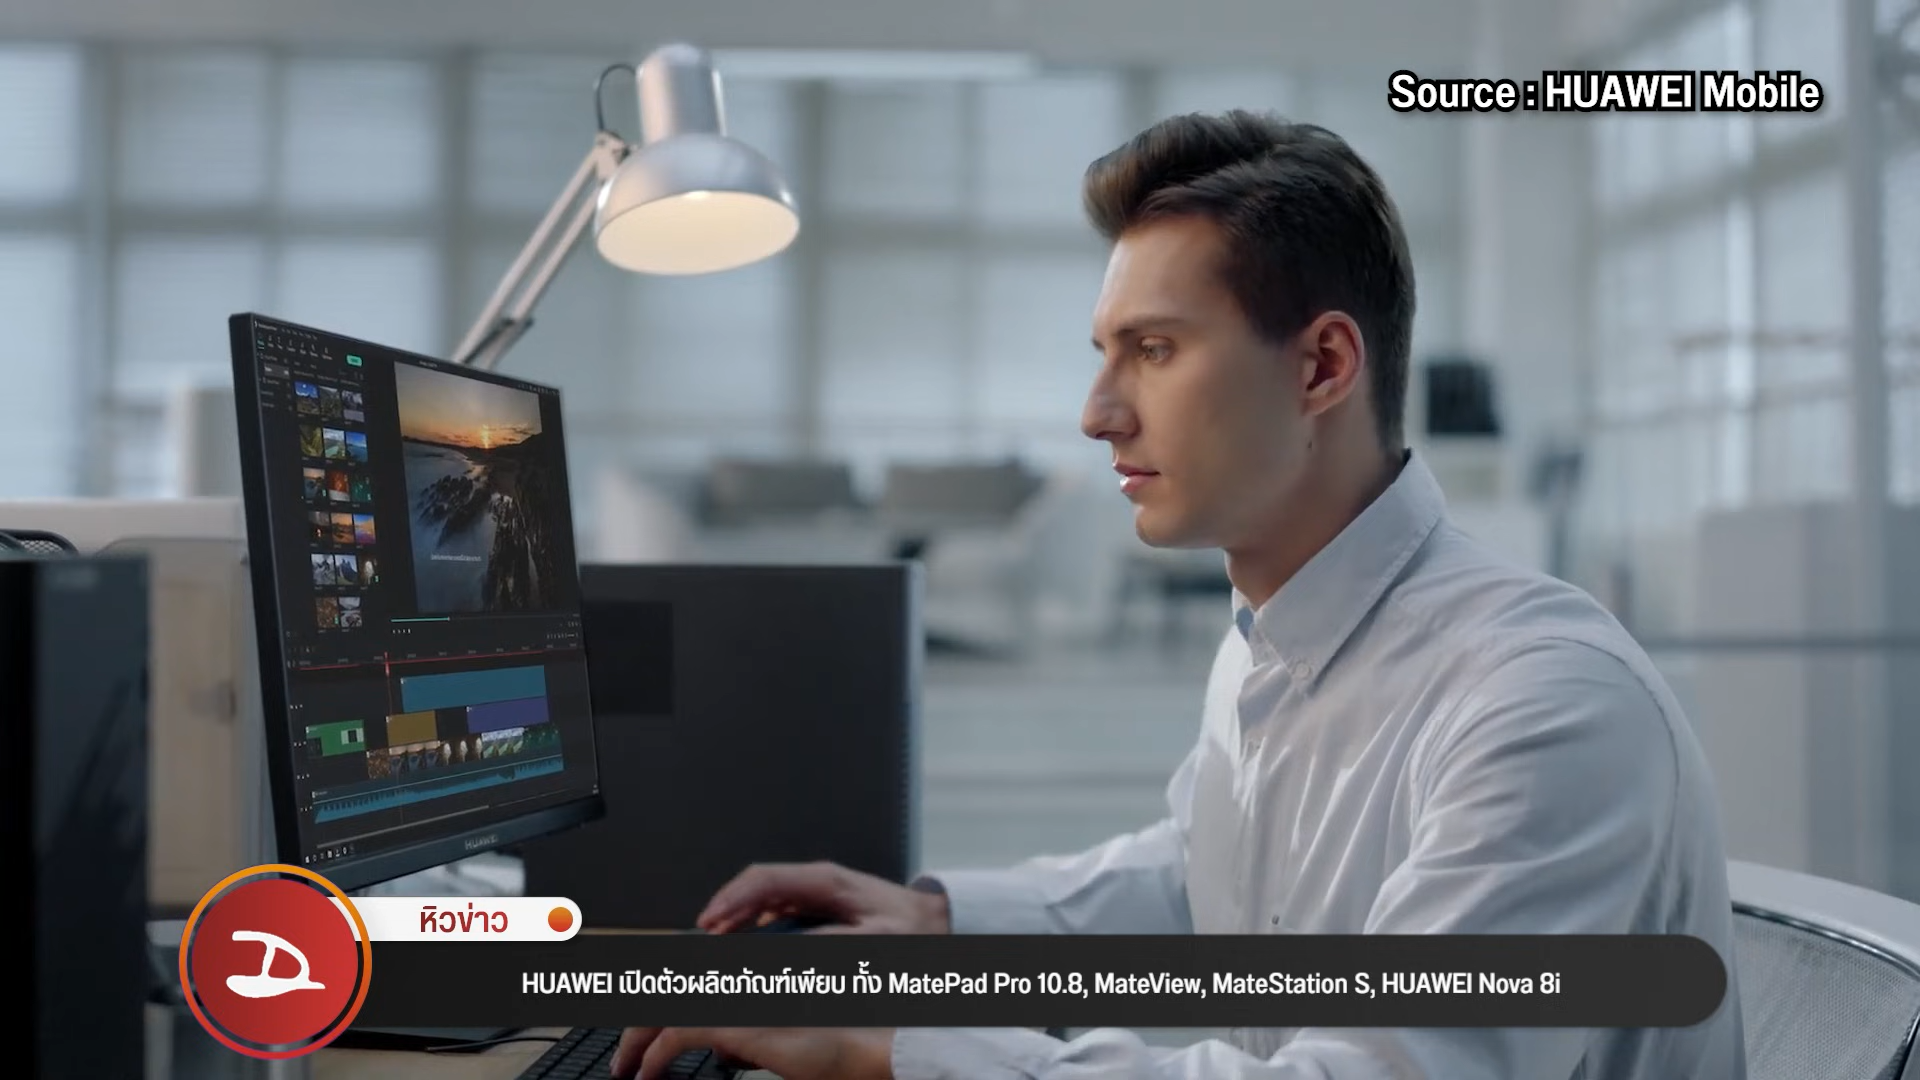 Source : HUAWEI Mobile
HUAWEI
หิวข่าว
HUAWEI เปิดตัวผลิตภัณฑ์เพียบ ทั้ง MatePad Pro 10.8, MateView, MateStation S, HUAWEI Nova 8i